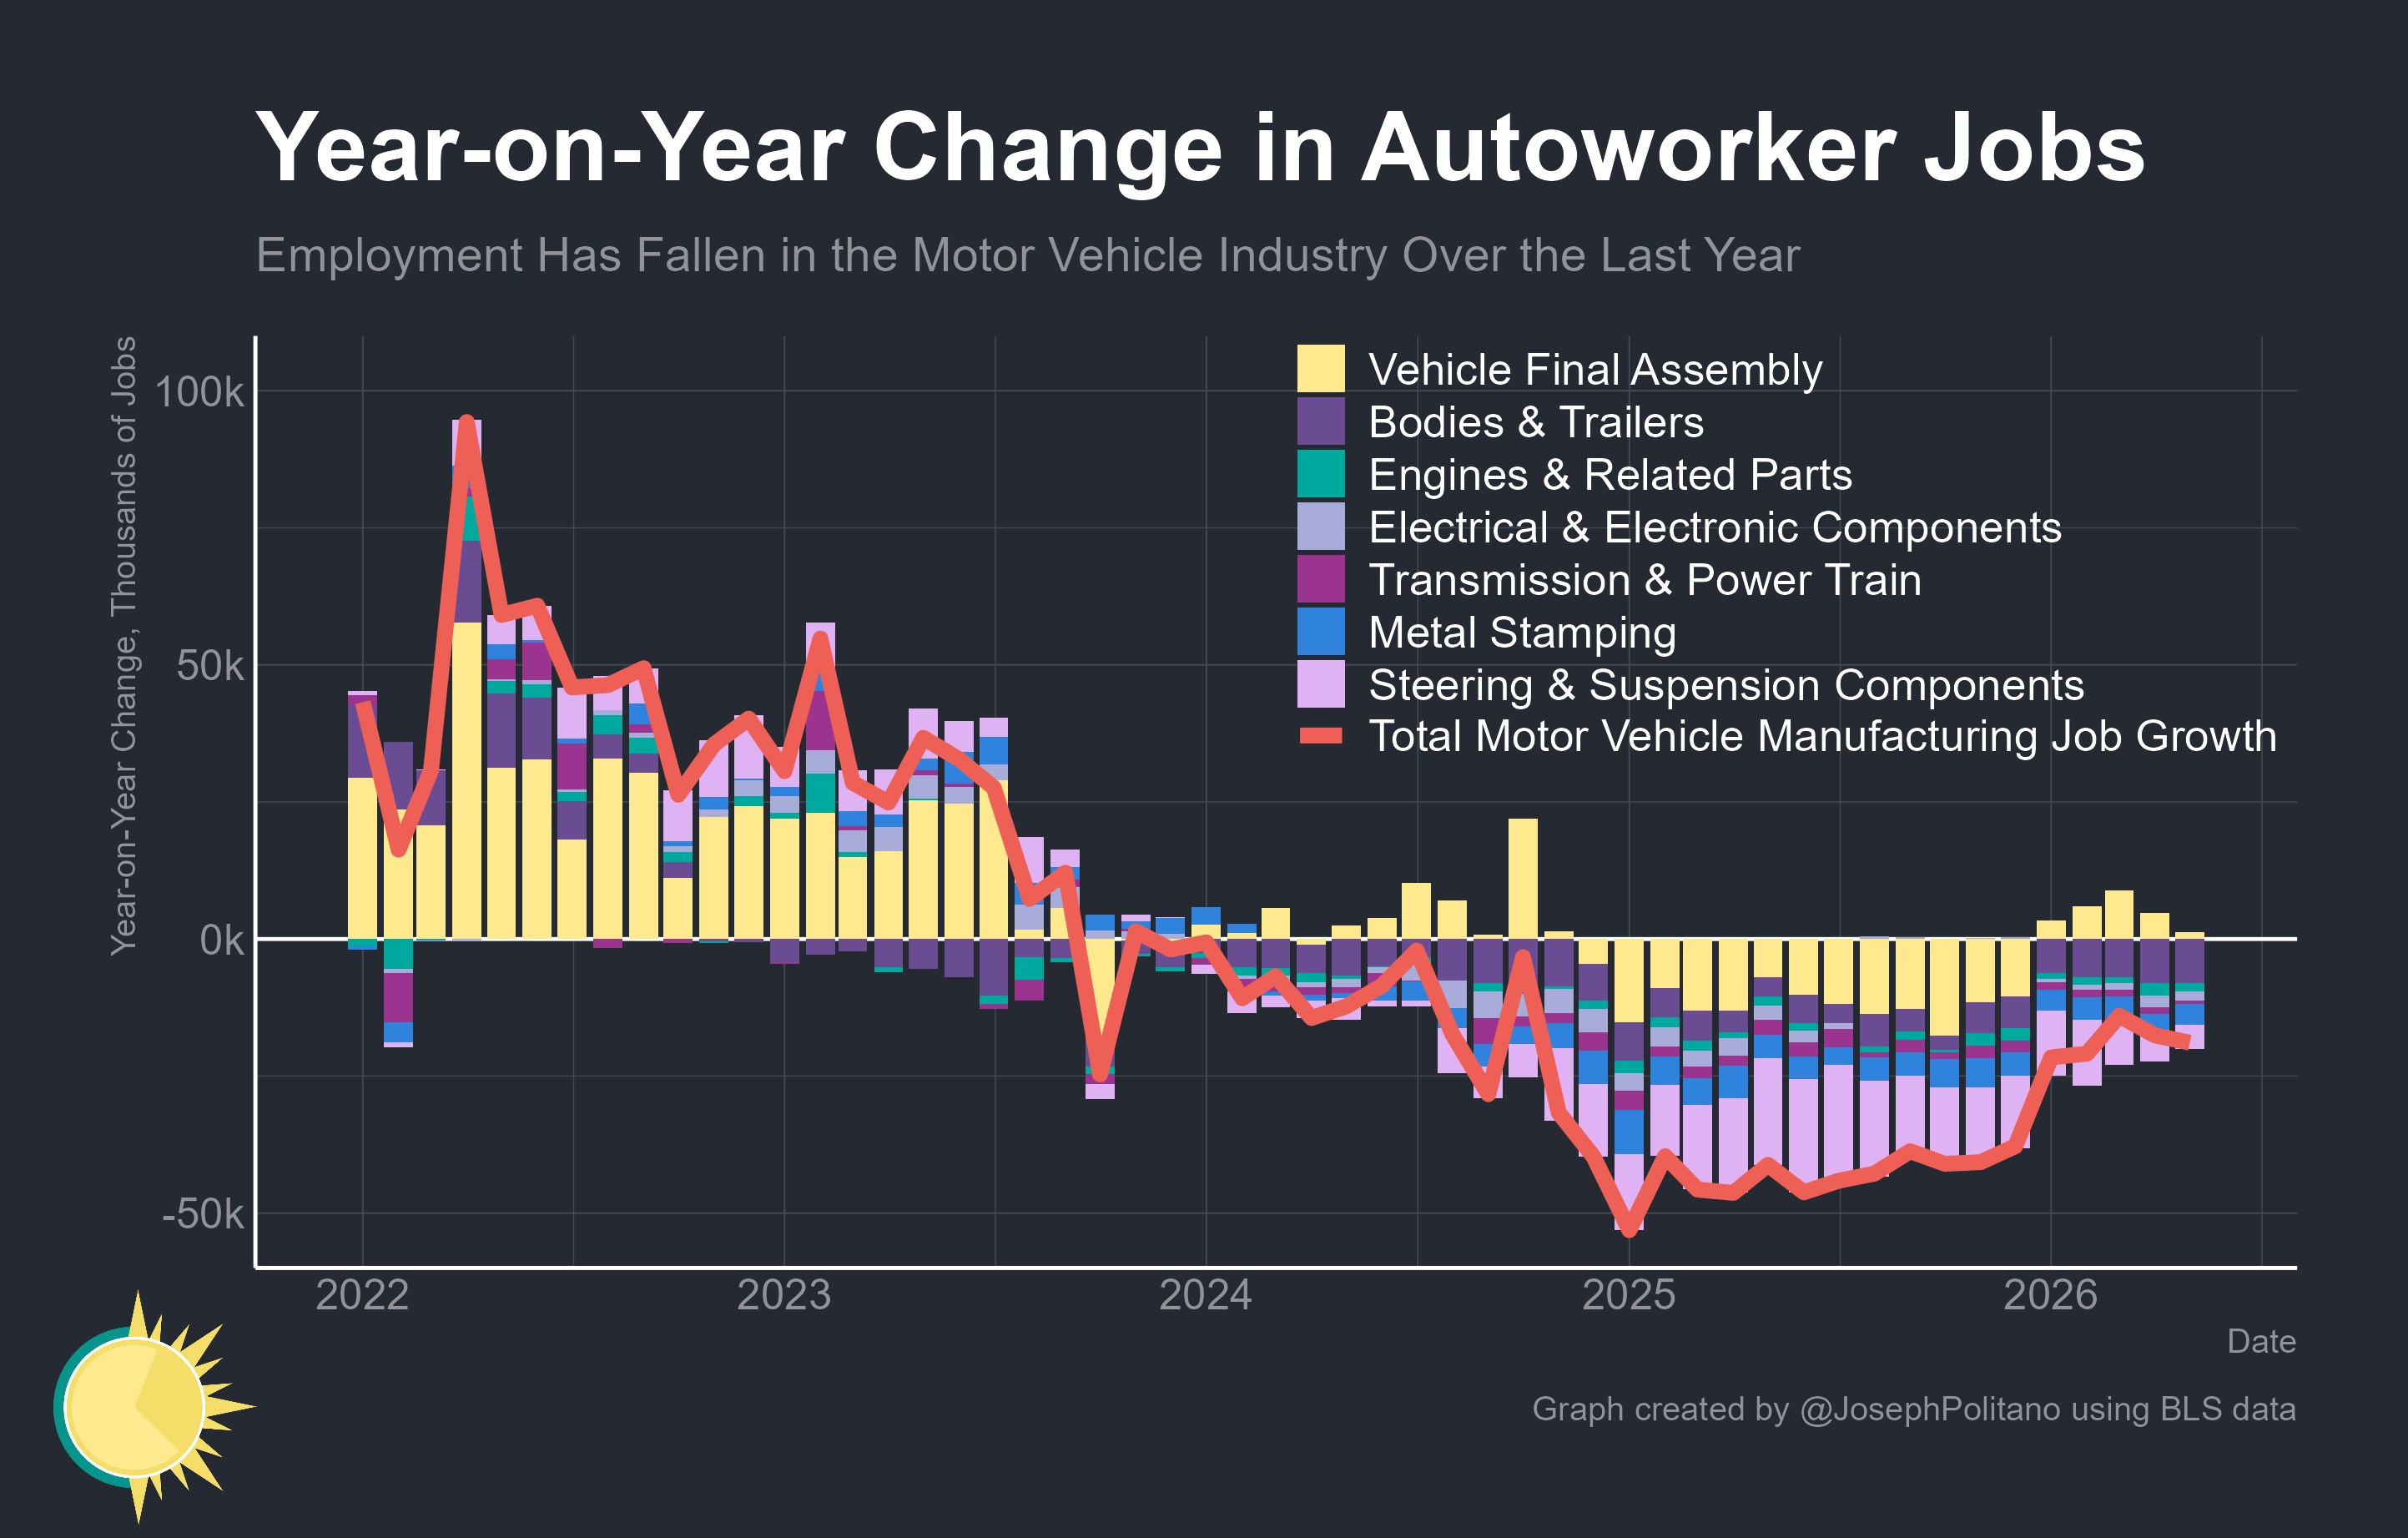 Year-on-Year Change in Autoworker Jobs
Employment Has Fallen in the Motor Vehicle Industry Over the Last Year
Year-on-Year Change, Thousands of Jobs
100k
50k
0k
-50k
Vehicle Final Assembly
Bodies & Trailers
Engines & Related Parts
Electrical & Electronic Components
Transmission & Power Train
Metal Stamping
Steering & Suspension Components
Total Motor Vehicle Manufacturing Job Growth
2022 2023 2024 2025 2026
Date
Graph created by @JosephPolitano using BLS data